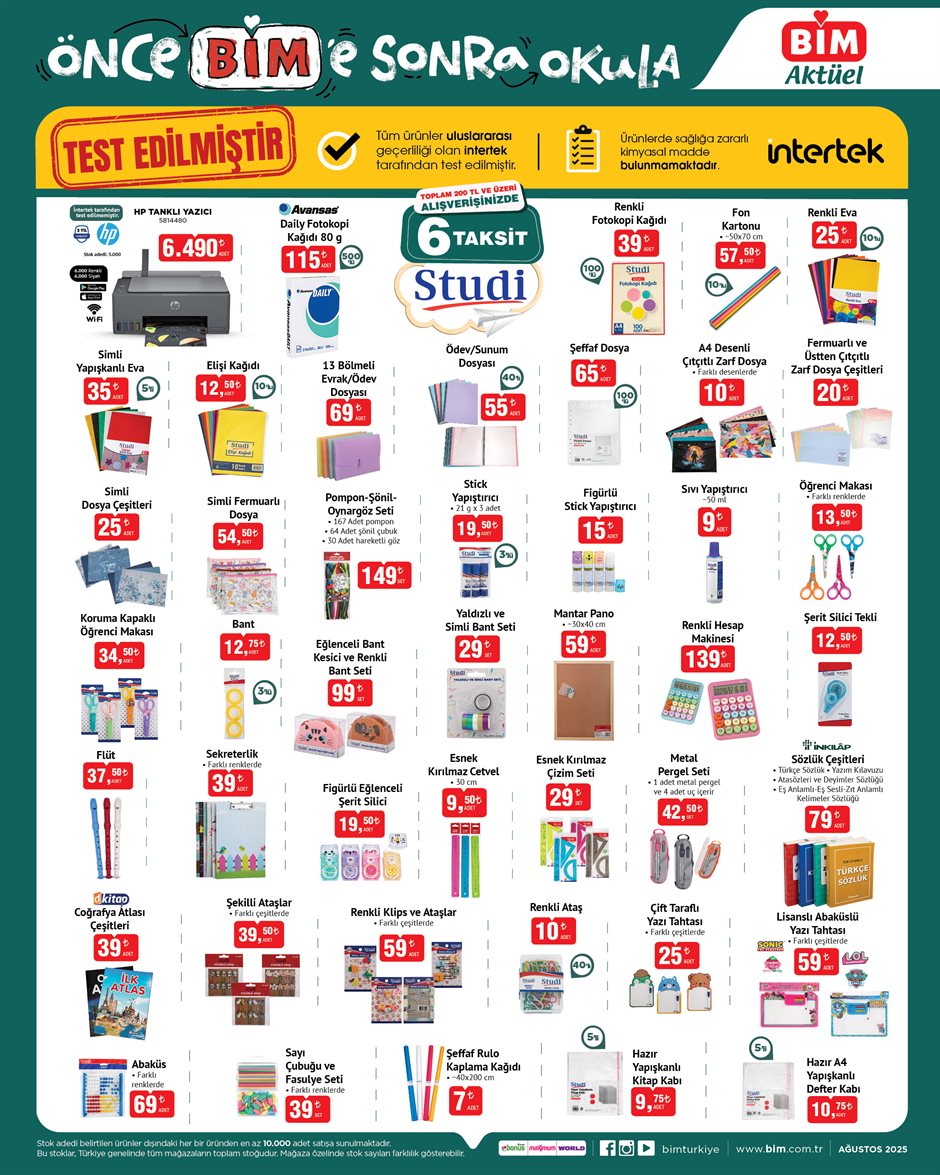 ÖNCE BİM'e SONRA OKULA
BİM
Aktüel
TEST EDİLMİŞTİR
Tüm ürünler uluslararası
geçerliliği olan intertek
tarafından test edilmiştir.
Ürünlerde sağlığa zararlı
kimyasal madde
bulunmamaktadır.
intertek
TOPLAM 200 TL VE ÜZERİ
ALIŞVERİŞİNİZDE
6 TAKSİT
Studi
İntertek tarafından
test edilmemiştir.
hp
Stok adedi: 5.000
HP TANKLI YAZICI
5814480
6.490₺
6.000 Renkli
6.000 Siyah
WiFi
Avansas
Daily Fotokopi
Kağıdı 80 g
115₺ ADET
500'lü
Renkli
Fotokopi Kağıdı
39₺ ADET
100'lü
Fon
Kartonu
• ~50x70 cm
57,50₺ ADET
10'lu
Renkli Eva
25₺ ADET
10'lu
Simli
Yapışkanlı Eva
35₺ ADET
5'li
Elişi Kağıdı
12,50₺ ADET
10'lu
13 Bölmeli
Evrak/Ödev
Dosyası
69₺ ADET
Ödev/Sunum
Dosyası
40'lı
55₺ ADET
Şeffaf Dosya
65₺ ADET
100'lü
A4 Desenli
Çıtçıtlı Zarf Dosya
• Farklı desenlerde
10₺ ADET
Fermuarlı ve
Üstten Çıtçıtlı
Zarf Dosya Çeşitleri
20₺ ADET
Simli
Dosya Çeşitleri
25₺ ADET
Simli Fermuarlı
Dosya
54,50₺ ADET
Pompon-Şönil-
Oynargöz Seti
• 167 Adet pompon
• 64 Adet şönil çubuk
• 30 Adet hareketli göz
149₺ SET
Stick
Yapıştırıcı
• 21 g x 3 adet
19,50₺ ADET
3'lü
Figürlü
Stick Yapıştırıcı
15₺ ADET
Sıvı Yapıştırıcı
~50 ml
9₺ ADET
Öğrenci Makası
• Farklı renklerde
13,50₺ ADET
Koruma Kapaklı
Öğrenci Makası
34,50₺ ADET
Bant
12,75₺ ADET
3'lü
Eğlenceli Bant
Kesici ve Renkli
Bant Seti
99₺ SET
Yaldızlı ve
Simli Bant Seti
29₺ SET
Mantar Pano
• ~30x40 cm
59₺ ADET
Renkli Hesap
Makinesi
139₺ ADET
Şerit Silici Tekli
12,50₺ ADET
Flüt
37,50₺ ADET
Sekreterlik
• Farklı renklerde
39₺ ADET
Figürlü Eğlenceli
Şerit Silici
19,50₺ ADET
Esnek
Kırılmaz Cetvel
• 30 cm
9,50₺ ADET
Esnek Kırılmaz
Çizim Seti
29₺ SET
Metal
Pergel Seti
• 1 adet metal pergel
ve 4 adet uç içerir
42,50₺ SET
İNKILÂP
Sözlük Çeşitleri
• Türkçe Sözlük • Yazım Kılavuzu
• Atasözleri ve Deyimler Sözlüğü
• Eş Anlamlı-Eş Sesli-Zıt Anlamlı
Kelimeler Sözlüğü
79₺ ADET
TÜRKÇE
SÖZLÜK
dkitap
Coğrafya Atlası
Çeşitleri
39₺ ADET
İLK
ATLAS
Şekilli Ataşlar
• Farklı çeşitlerde
39,50₺ ADET
Renkli Klips ve Ataşlar
• Farklı çeşitlerde
59₺ ADET
Renkli Ataş
10₺ ADET
40'lı
Çift Taraflı
Yazı Tahtası
• Farklı çeşitlerde
25₺ ADET
Lisanslı Abaküslü
Yazı Tahtası
• Farklı çeşitlerde
SONIC
59₺ ADET
LOL
Abaküs
• Farklı
renklerde
69₺ ADET
Sayı
Çubuğu ve
Fasulye Seti
• Farklı renklerde
39₺ ADET
Şeffaf Rulo
Kaplama Kağıdı
• ~40x200 cm
7₺ ADET
5'li
Hazır
Yapışkanlı
Kitap Kabı
9,75₺ ADET
5'li
Hazır A4
Yapışkanlı
Defter Kabı
10,75₺ ADET
Stok adedi belirtilen ürünler dışındaki her bir üründen en az 10.000 adet satışa sunulmaktadır.
Bu stoklar, Türkiye genelinde tüm mağazaların toplam stoğudur. Mağaza özelinde stok sayıları farklılık gösterebilir.
bonus maximum WORLD
bimturkiye
www.bim.com.tr
AĞUSTOS 2025